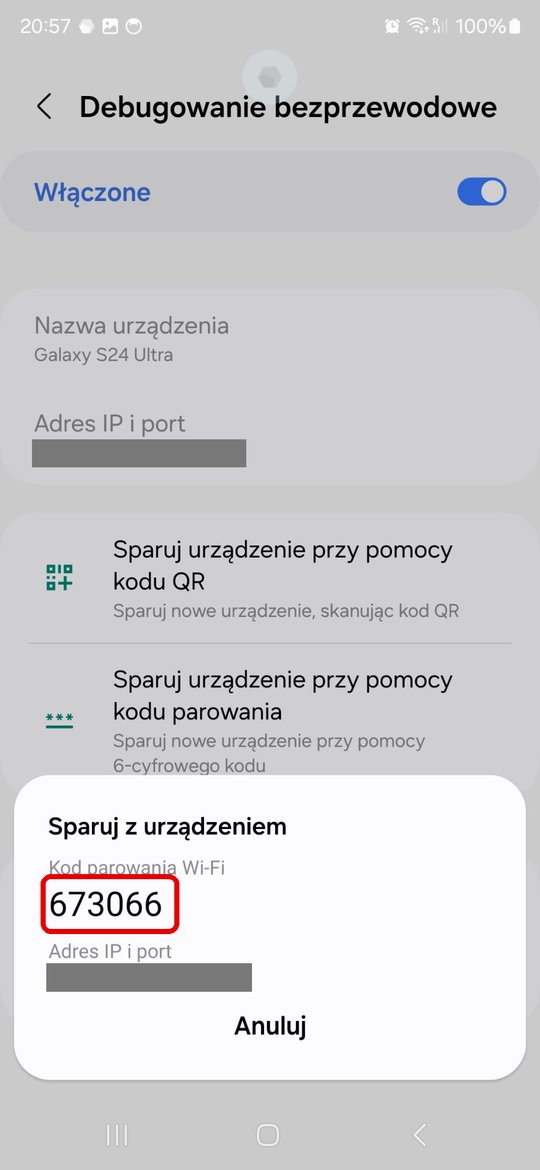 20:57
100%
Debugowanie bezprzewodowe
Włączone
Nazwa urządzenia
Galaxy S24 Ultra
Adres IP i port
Sparuj urządzenie przy pomocy
kodu QR
Sparuj nowe urządzenie, skanując kod QR
Sparuj urządzenie przy pomocy
kodu parowania
Sparuj nowe urządzenie przy pomocy
6-cyfrowego kodu
Sparuj z urządzeniem
Kod parowania Wi-Fi
673066
Adres IP i port
Anuluj